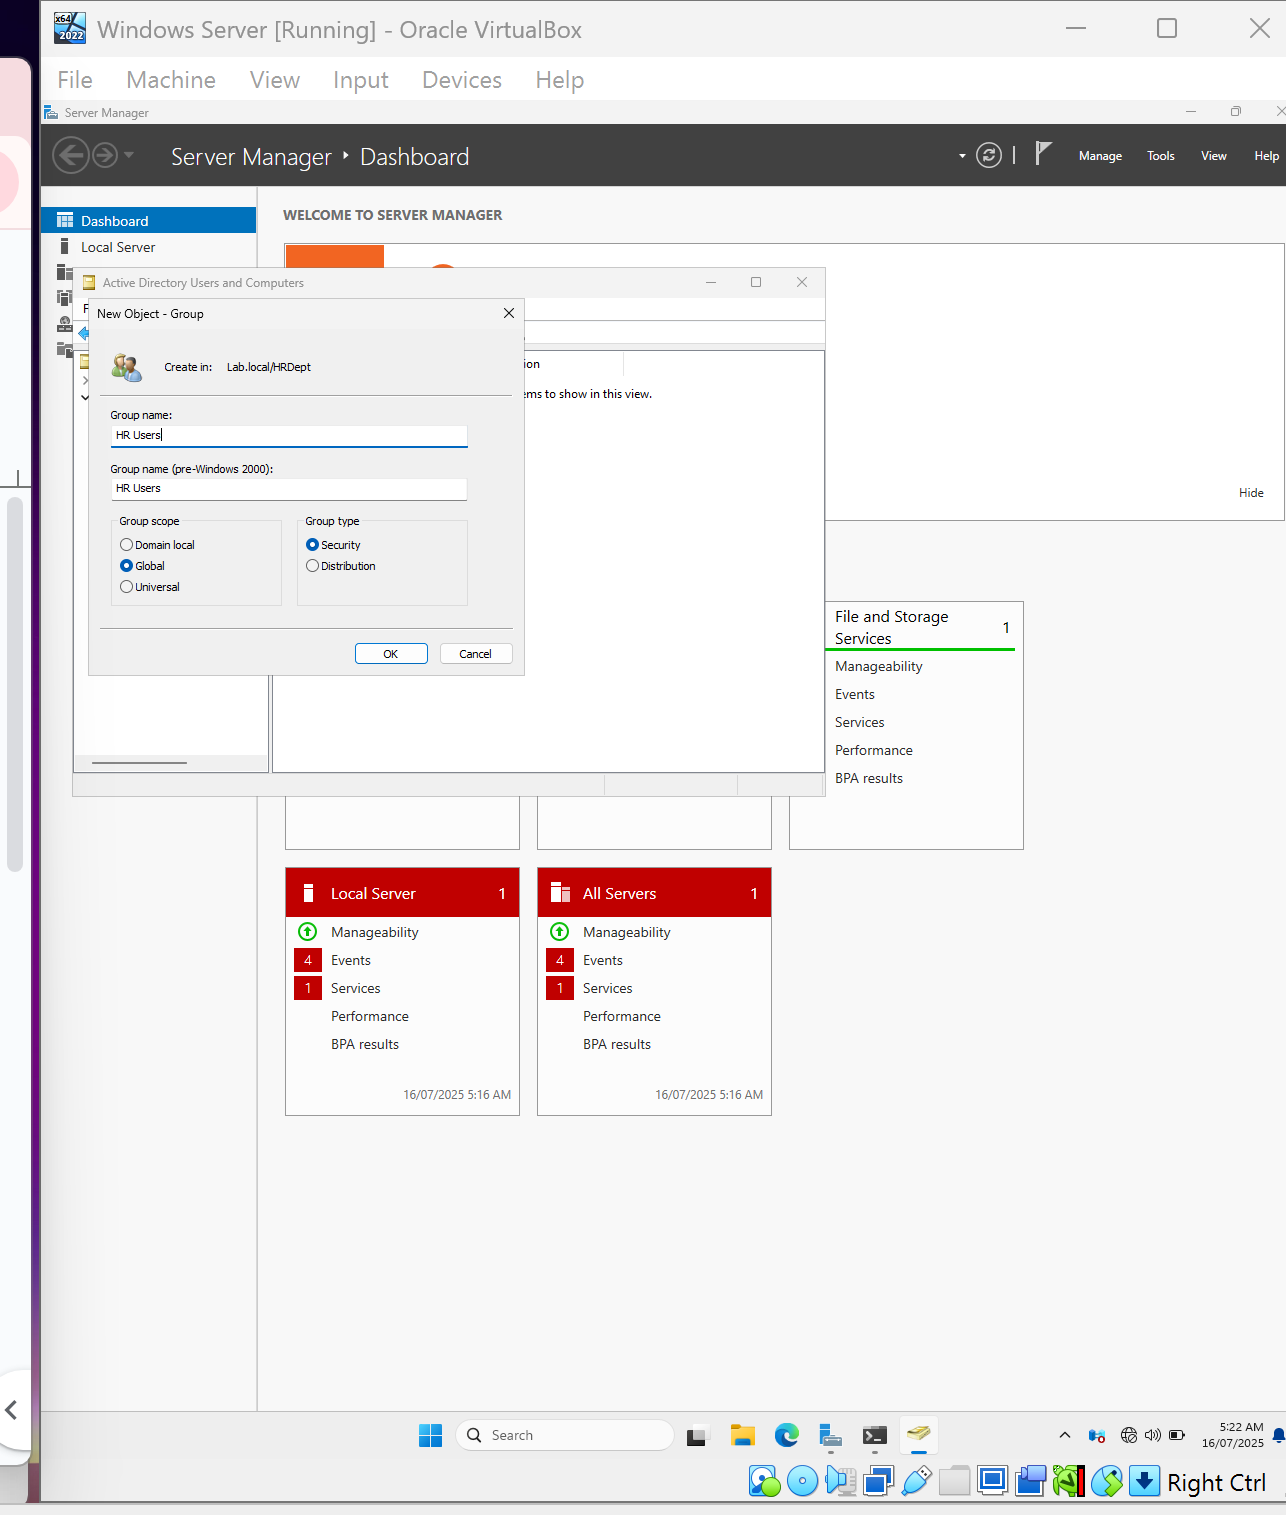 x64
2022
Windows Server [Running] - Oracle VirtualBox
File Machine View Input Devices Help
Server Manager
Server Manager ‣ Dashboard
Manage Tools View Help
Dashboard
Local Server
WELCOME TO SERVER MANAGER
Active Directory Users and Computers
New Object - Group
Create in: Lab.local/HRDept
Group name:
HR Users
Group name (pre-Windows 2000):
HR Users
Group scope
Domain local
Global
Universal
Group type
Security
Distribution
OK
Cancel
ion
ems to show in this view.
Hide
File and Storage
Services
1
Manageability
Events
Services
Performance
BPA results
Local Server 1
Manageability
4 Events
1 Services
Performance
BPA results
16/07/2025 5:16 AM
All Servers 1
Manageability
4 Events
1 Services
Performance
BPA results
16/07/2025 5:16 AM
Search
5:22 AM
16/07/2025
Right Ctrl